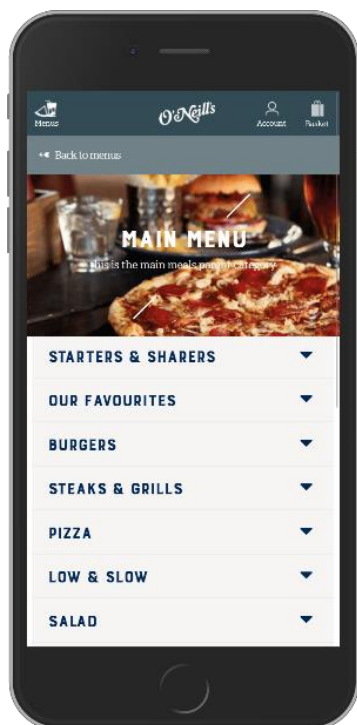 Menus
O'Neill's
Account
Basket
Back to menus
MAIN MENU
this is the main meals parent category
STARTERS & SHARERS
OUR FAVOURITES
BURGERS
STEAKS & GRILLS
PIZZA
LOW & SLOW
SALAD